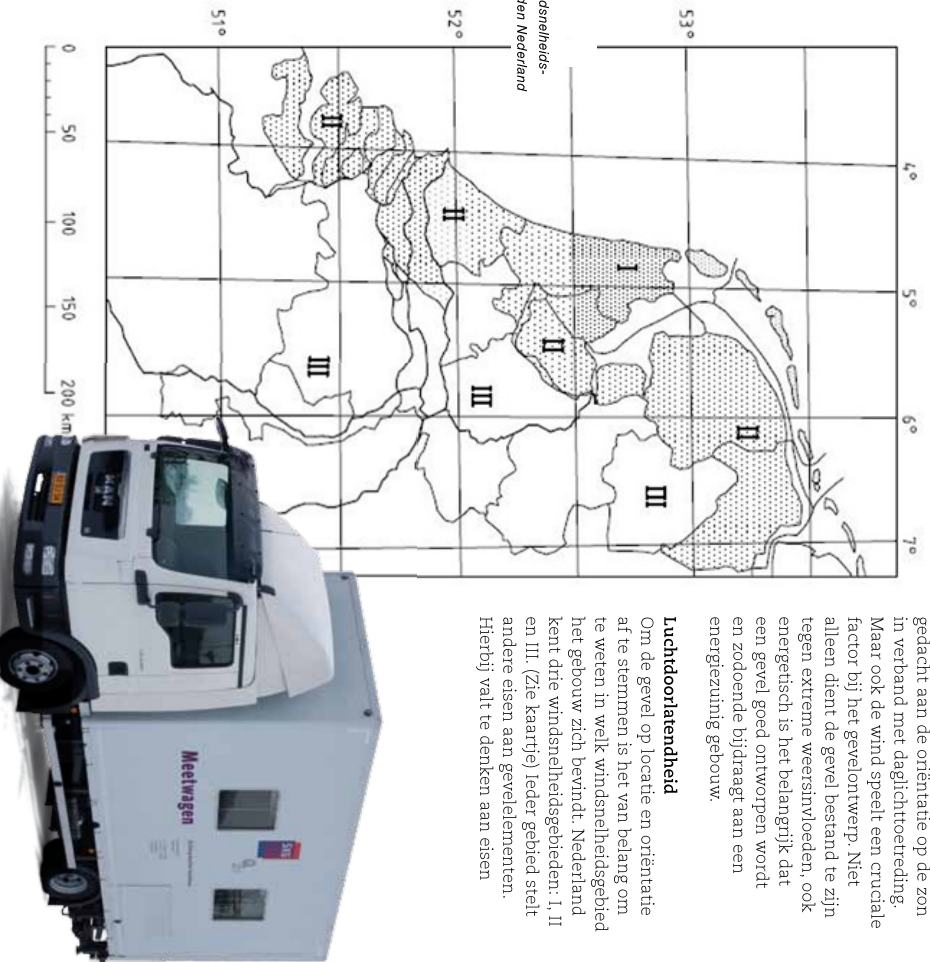 dsnelheids-
den Nederland
53°
52°
51°
4°
5°
6°
7°
I
II
II
II
II
III
III
III
0 50 100 150 200 km
gedacht aan de oriëntatie op de zon
in verband met daglichttoetreding.
Maar ook de wind speelt een cruciale
factor bij het gevelontwerp. Niet
alleen dient de gevel bestand te zijn
tegen extreme weersinvloeden, ook
energetisch is het belangrijk dat
een gevel goed ontworpen wordt
en zodoende bijdraagt aan een
energiezuinig gebouw.
Luchtdoorlatendheid
Om de gevel op locatie en oriëntatie
af te stemmen is het van belang om
te weten in welk windsnelheidsgebied
het gebouw zich bevindt. Nederland
kent drie windsnelheidsgebieden: I, II
en III. (Zie kaartje) Ieder gebied stelt
andere eisen aan gevelelementen.
Hierbij valt te denken aan eisen
MAN
Meetwagen
SKG